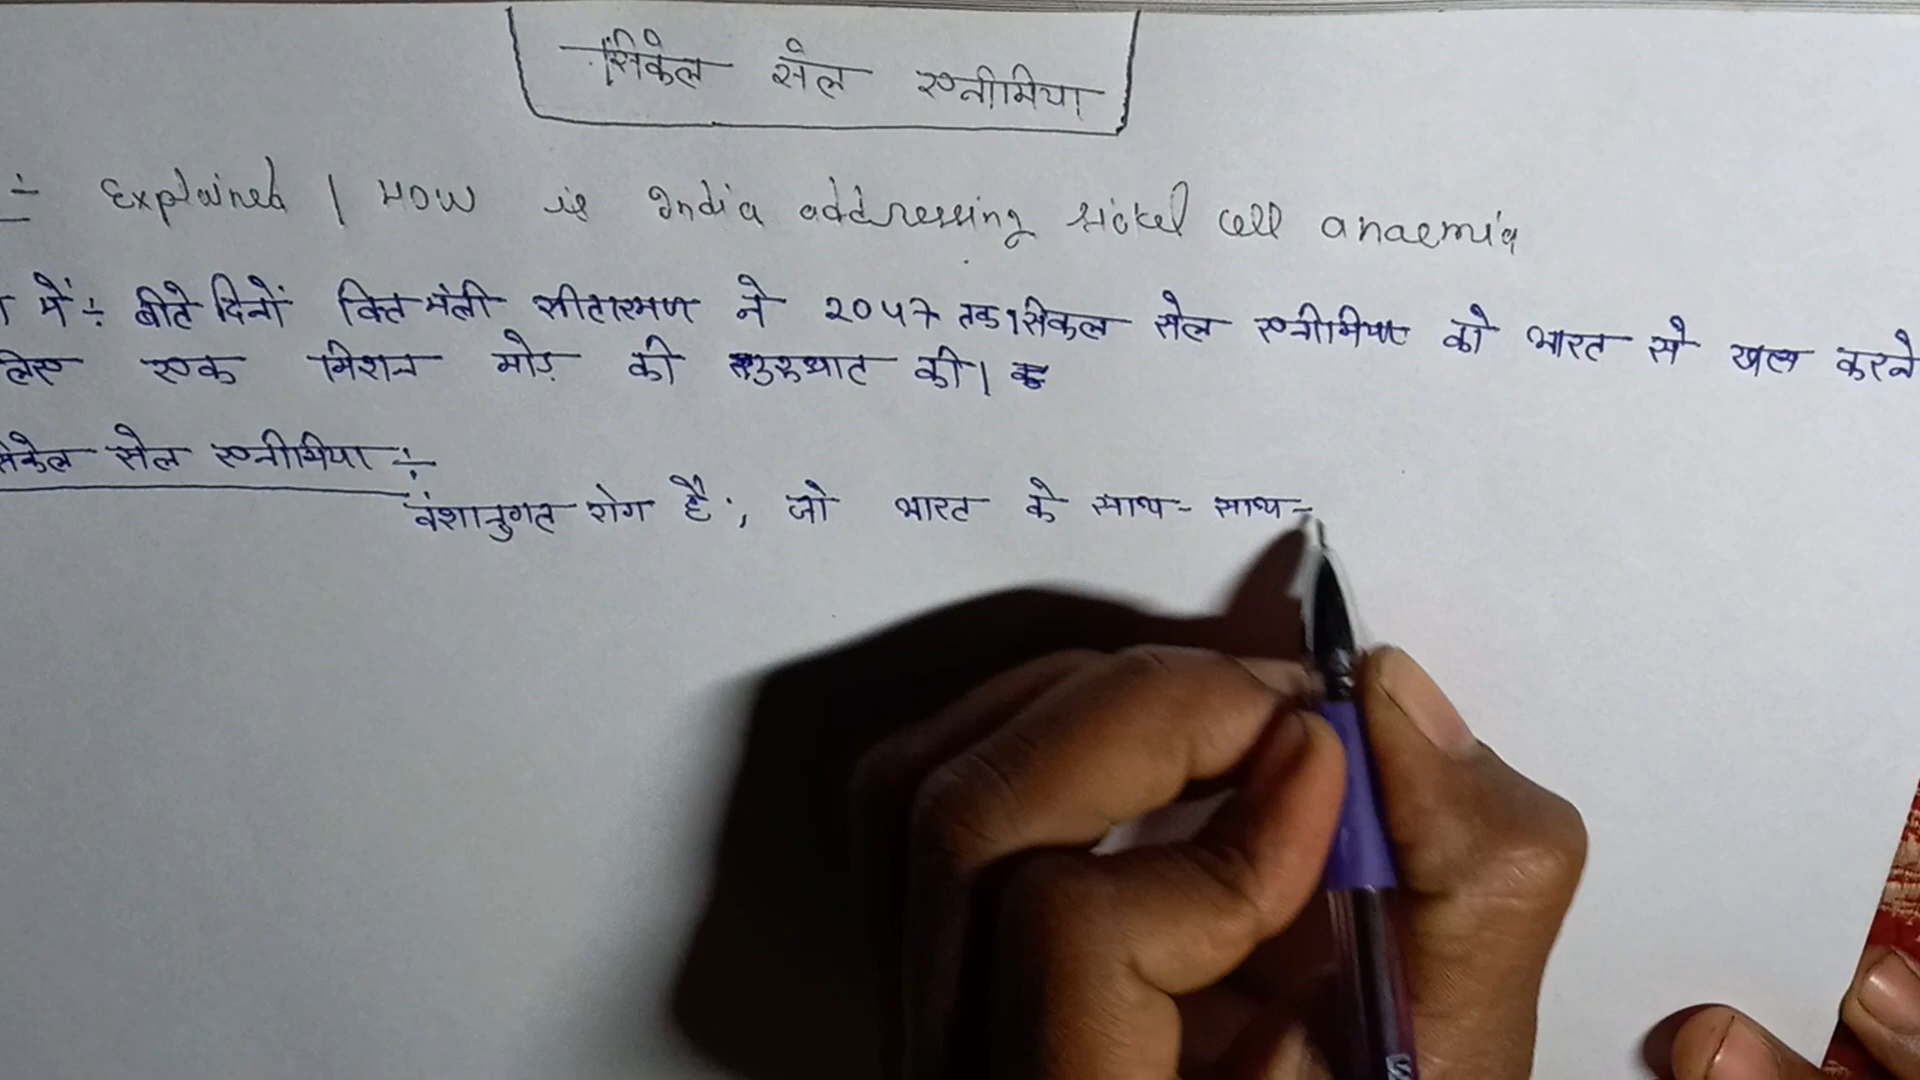 सिकेल सेल एनीमिया
÷ Explained | HOW is India addressing sickel cell anaemia
में ÷ बीते दिनों वित मंत्री सीतारमण ने 2047 तक सिकल सेल एनीमिया को भारत से खत्म करने
लिए एक मिशन मोड़ की शुरुआत की।
सिकेल सेल एनीमिया ÷
वंशानुगत रोग है; जो भारत के साथ-साथ-